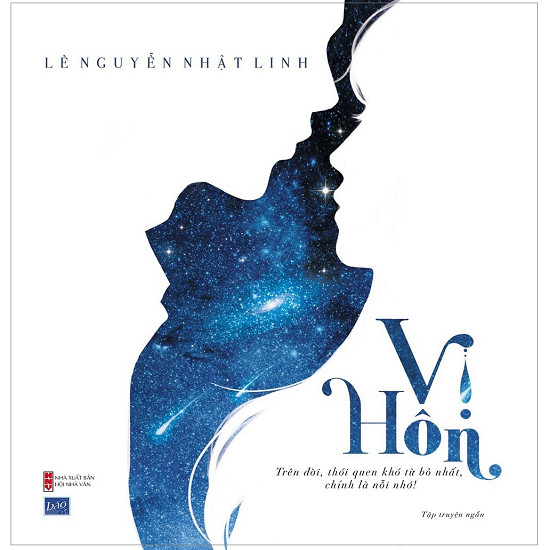 LÊ NGUYỄN NHẬT LINH
Vị
Hôn
Trên đời, thói quen khó từ bỏ nhất,
chính là nỗi nhớ!
HNV
NHÀ XUẤT BẢN
HỘI NHÀ VĂN
Tập truyện ngắn